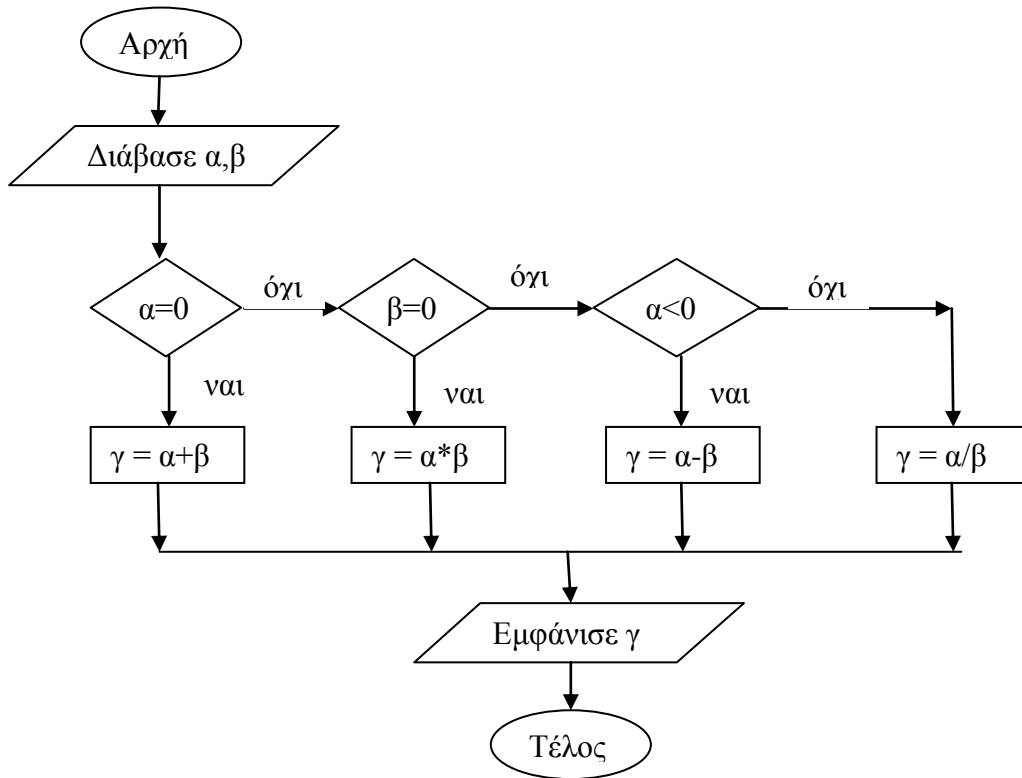 Αρχή
Διάβασε α,β
α=0
όχι
β=0
όχι
α<0
όχι
ναι
ναι
ναι
γ = α+β
γ = α*β
γ = α-β
γ = α/β
Εμφάνισε γ
Τέλος